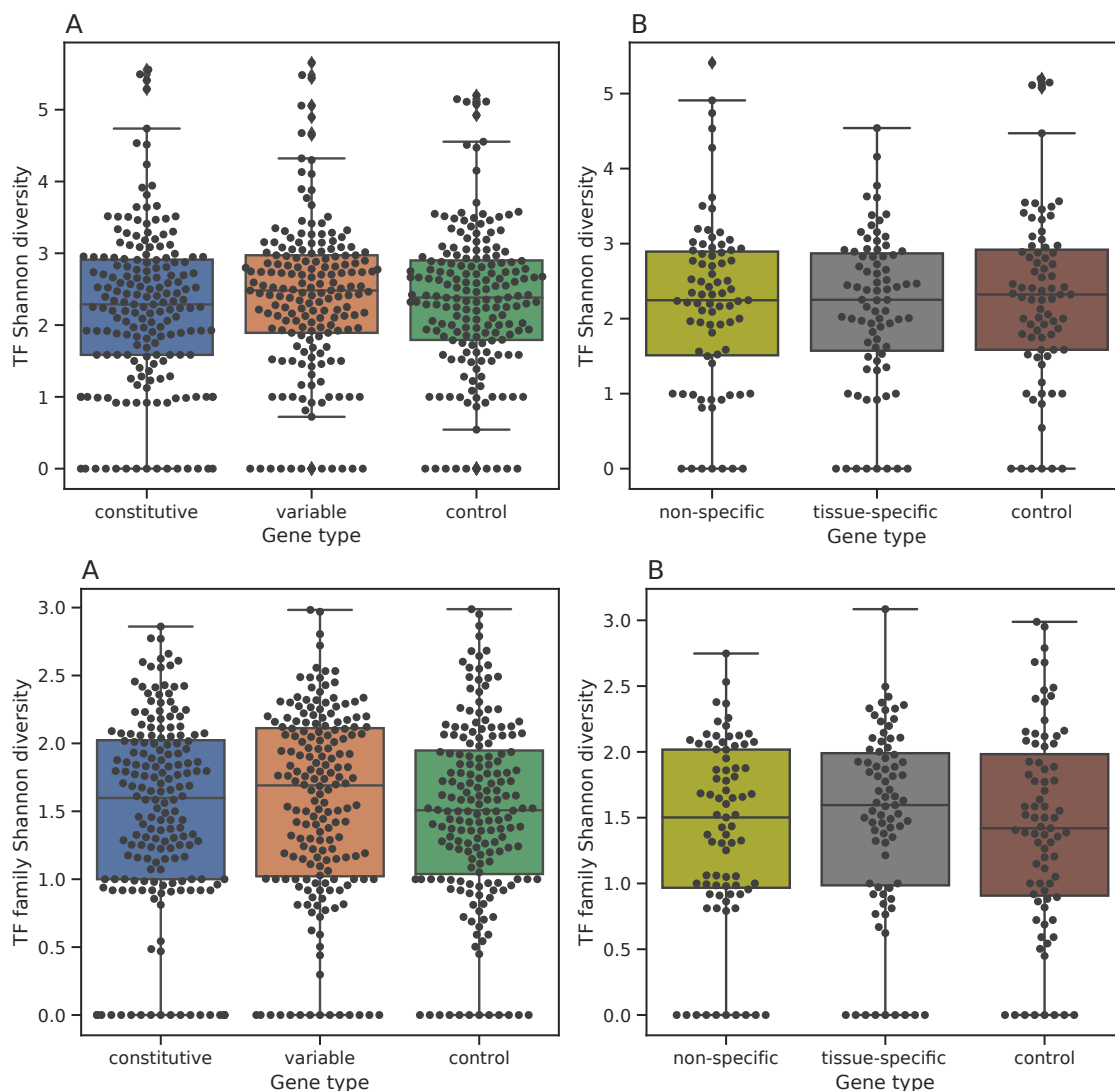 A
B
TF Shannon diversity
5
4
3
2
1
0
constitutive variable control
Gene type
TF Shannon diversity
5
4
3
2
1
0
non-specific tissue-specific control
Gene type
A
B
TF family Shannon diversity
3.0
2.5
2.0
1.5
1.0
0.5
0.0
constitutive variable control
Gene type
TF family Shannon diversity
3.0
2.5
2.0
1.5
1.0
0.5
0.0
non-specific tissue-specific control
Gene type